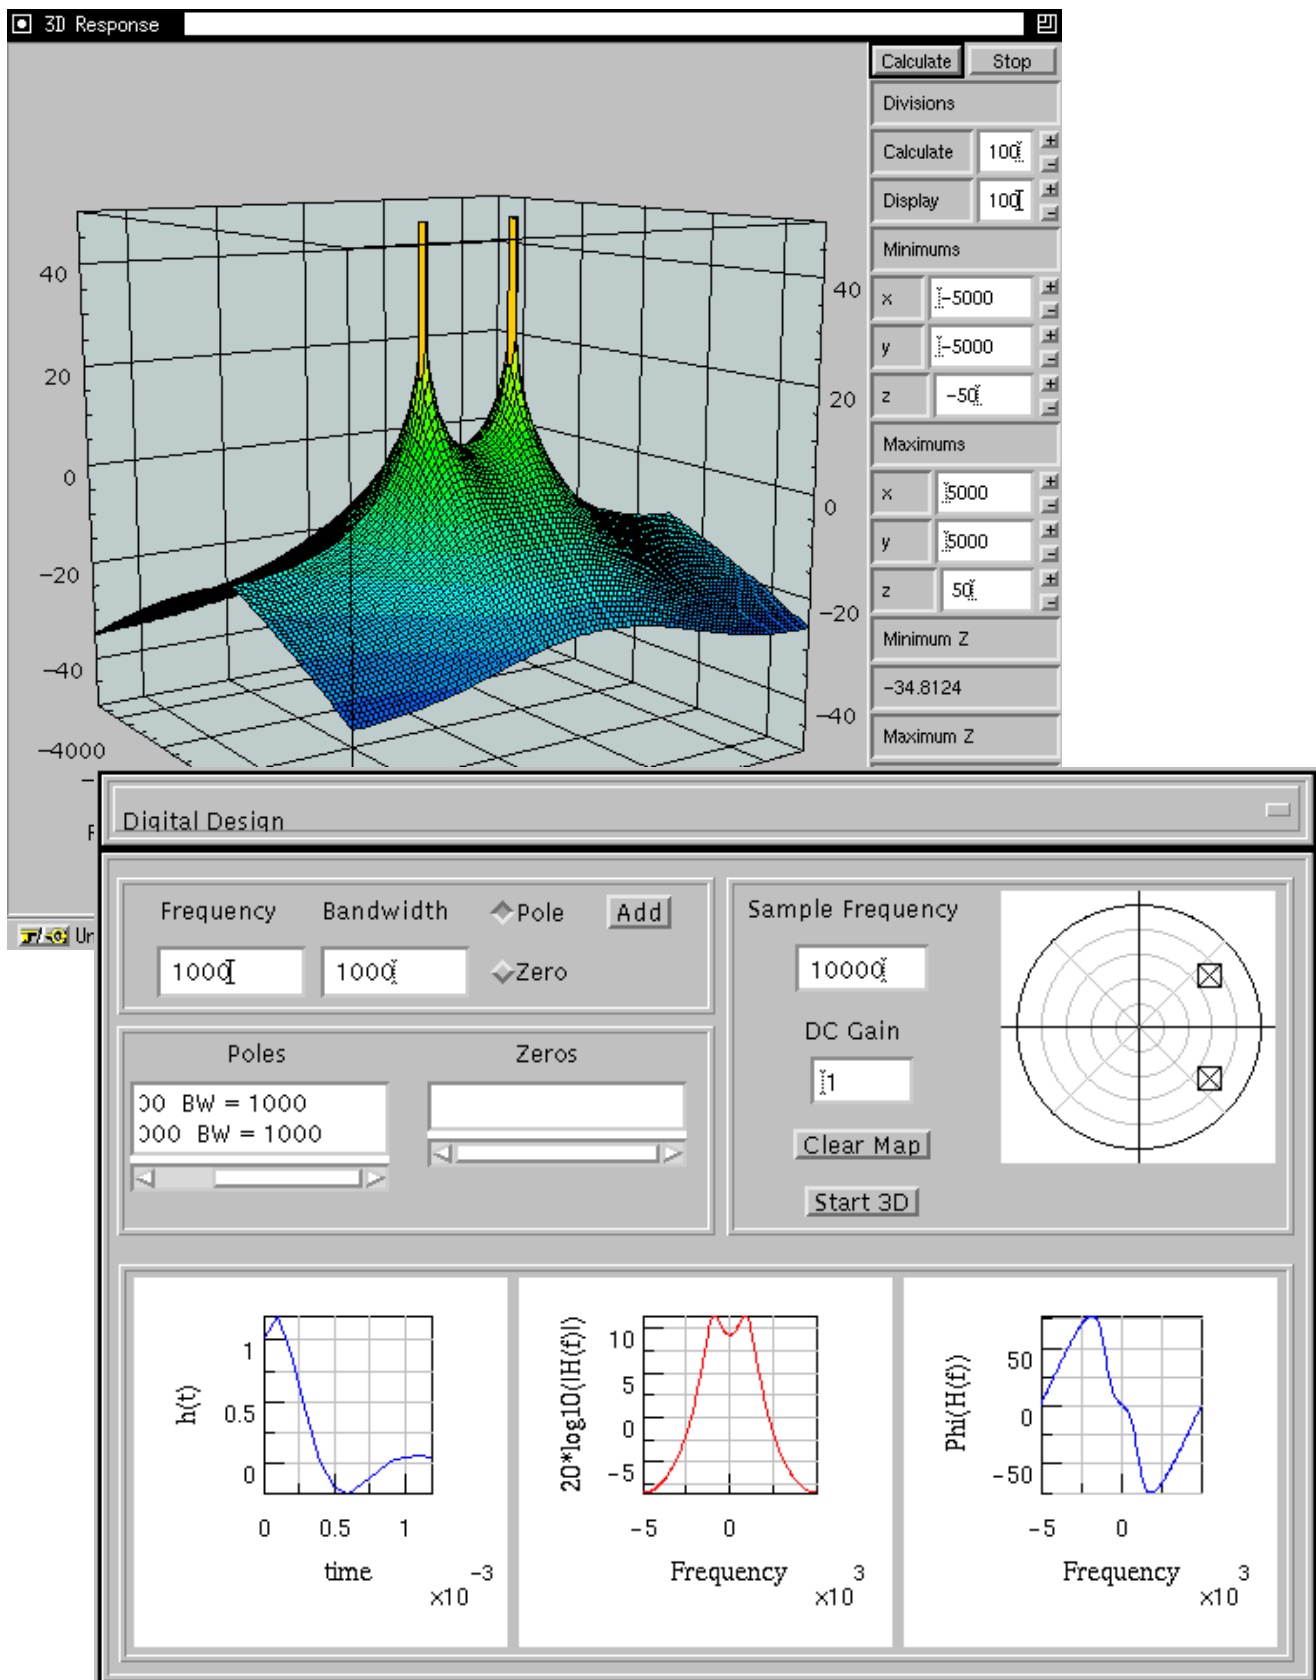 3D Response
Calculate Stop
Divisions
Calculate 100
Display 100
Minimums
x -5000
y -5000
z -50
Maximums
x 5000
y 5000
z 50
Minimum Z
-34.8124
Maximum Z
40
20
0
-20
-40
-4000
40
20
0
-20
-40
Un
Digital Design
Frequency Bandwidth Pole Add
1000 1000 Zero
Poles Zeros
00 BW = 1000
000 BW = 1000
Sample Frequency
10000
DC Gain
1
Clear Map
Start 3D
h(t)
1
0.5
0
0 0.5 1
time
x10 -3
20*log10(|H(f)|)
10
5
0
-5
-5 0
Frequency
x10 3
Phi(H(f))
50
0
-50
-5 0
Frequency
x10 3